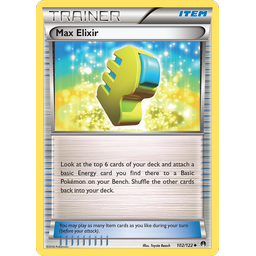 TRAINER
ITEM
Max Elixir
Look at the top 6 cards of your deck and attach a
basic Energy card you find there to a Basic
Pokémon on your Bench. Shuffle the other cards
back into your deck.
You may play as many Item cards as you like during your turn
(before your attack).
Illus. Toyste Beach
102/122